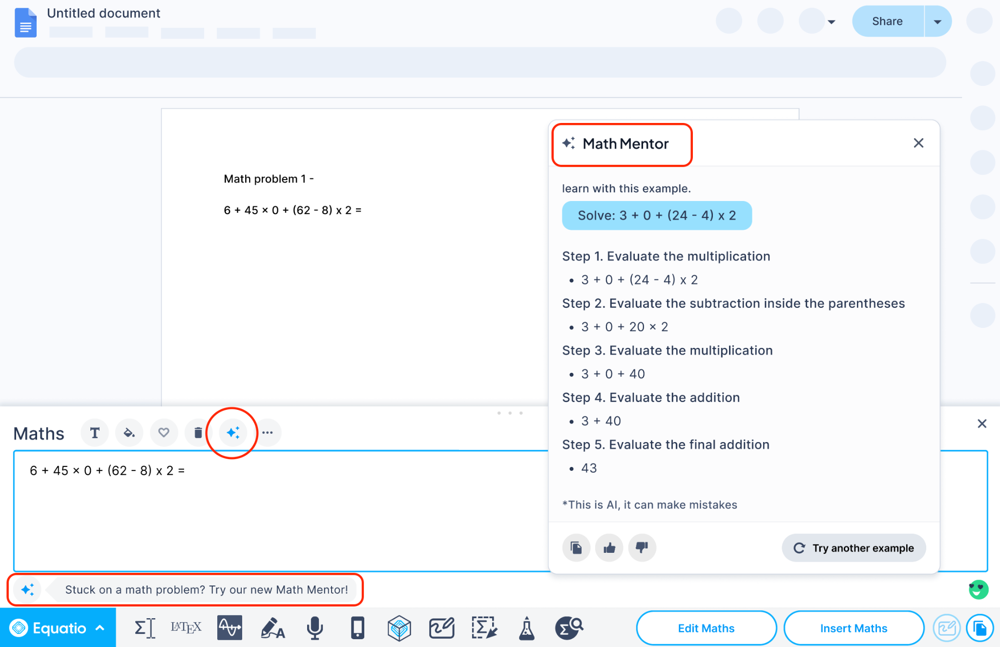 Untitled document
Share
Math problem 1 -
6 + 45 × 0 + (62 - 8) x 2 =
Math Mentor
learn with this example.
Solve: 3 + 0 + (24 - 4) x 2
Step 1. Evaluate the multiplication
• 3 + 0 + (24 - 4) x 2
Step 2. Evaluate the subtraction inside the parentheses
• 3 + 0 + 20 × 2
Step 3. Evaluate the multiplication
• 3 + 0 + 40
Step 4. Evaluate the addition
• 3 + 40
Step 5. Evaluate the final addition
• 43
*This is AI, it can make mistakes
Try another example
Maths
6 + 45 × 0 + (62 - 8) x 2 =
Stuck on a math problem? Try our new Math Mentor!
Equatio
LATEX
Edit Maths
Insert Maths